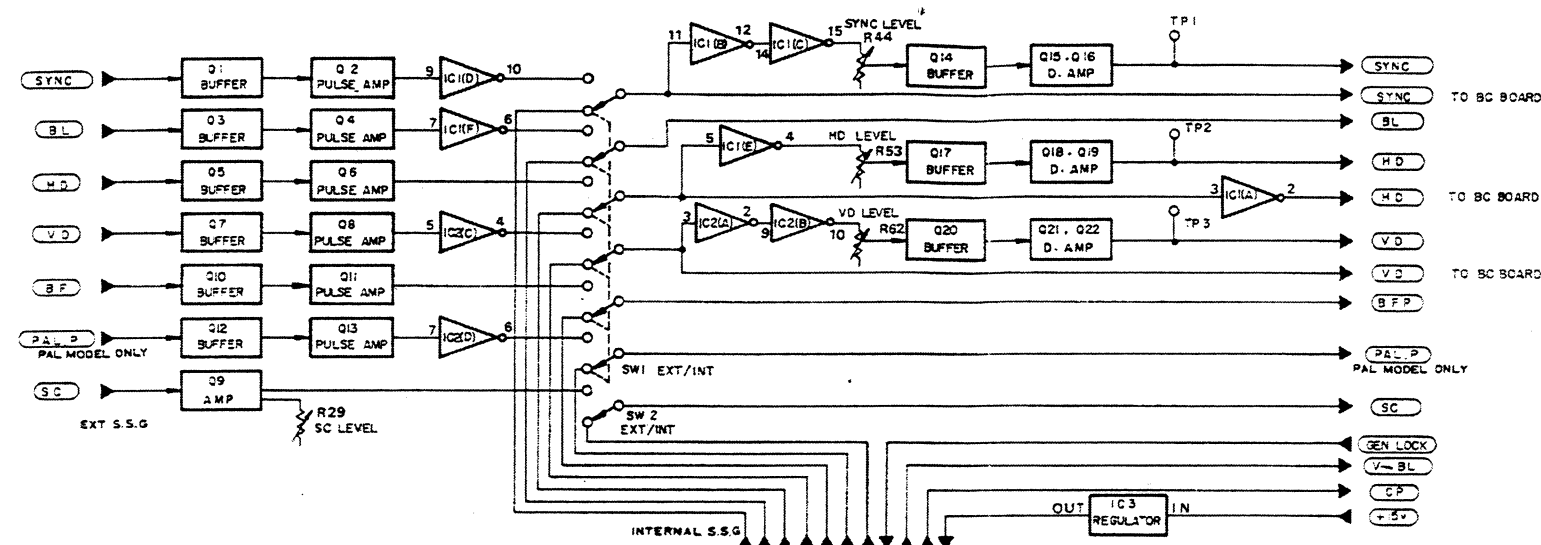 SYNC
Q1
BUFFER
Q2
PULSE AMP
9
IC1(D)
10
BL
Q3
BUFFER
Q4
PULSE AMP
7
IC1(F)
6
HD
Q5
BUFFER
Q6
PULSE AMP
VD
Q7
BUFFER
Q8
PULSE AMP
5
IC2(C)
4
BF
Q10
BUFFER
Q11
PULSE AMP
PAL.P
PAL MODEL ONLY
Q12
BUFFER
Q13
PULSE AMP
7
IC2(D)
6
SC
Q9
AMP
R29
SC LEVEL
EXT S.S.G
11
IC1(B)
12
14
IC1(C)
15
SYNC LEVEL
R44
Q14
BUFFER
Q15.Q16
D. AMP
TP1
SYNC
SYNC
TO BC BOARD
BL
5
IC1(E)
4
HD LEVEL
R53
Q17
BUFFER
Q18.Q19
D. AMP
TP2
HD
3
IC1(A)
2
HD
TO BC BOARD
3
IC2(A)
2
9
IC2(B)
10
VD LEVEL
R62
Q20
BUFFER
Q21.Q22
D. AMP
TP3
VD
VD
TO BC BOARD
BFP
SW1 EXT/INT
PAL.P
PAL MODEL ONLY
SW2
EXT/INT
SC
GEN LOCK
V-BL
CP
INTERNAL S.S.G
OUT
IC3
REGULATOR
IN
+15V